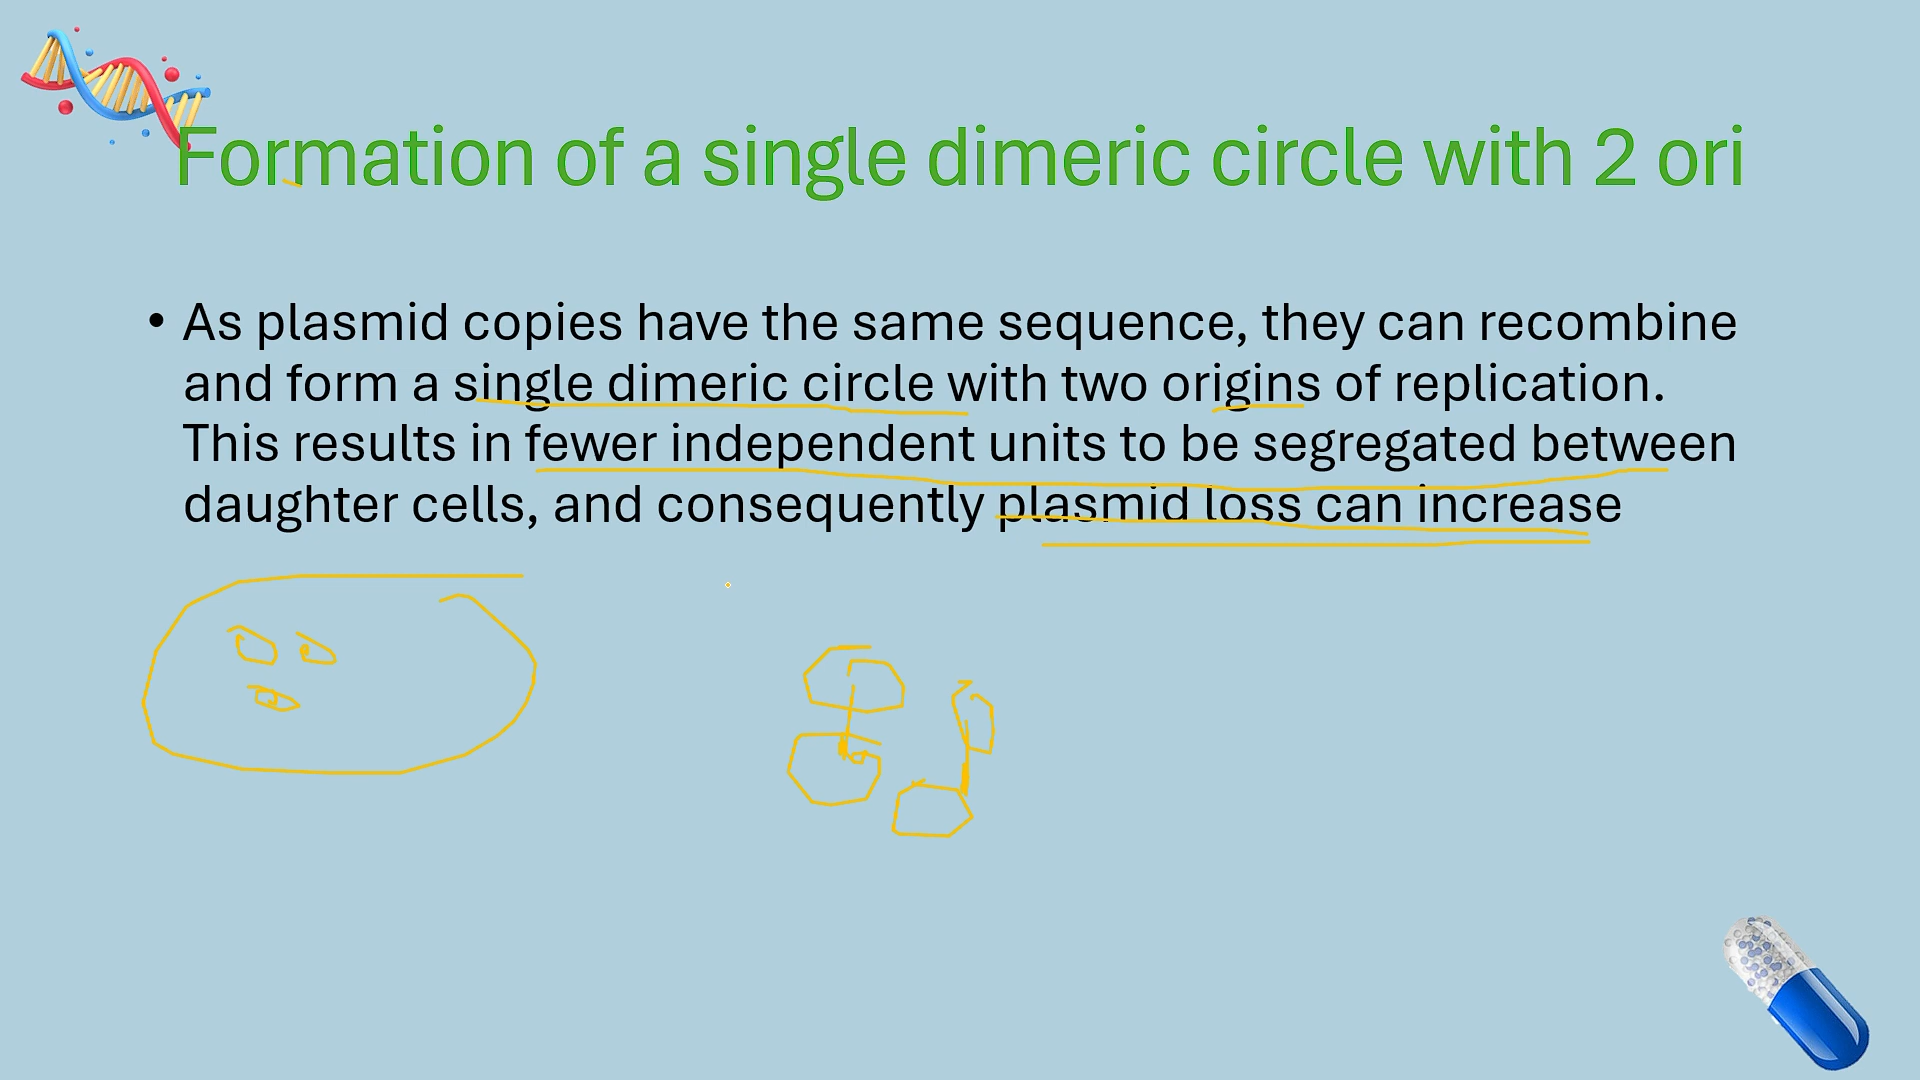 Formation of a single dimeric circle with 2 ori
• As plasmid copies have the same sequence, they can recombine
and form a single dimeric circle with two origins of replication.
This results in fewer independent units to be segregated between
daughter cells, and consequently plasmid loss can increase